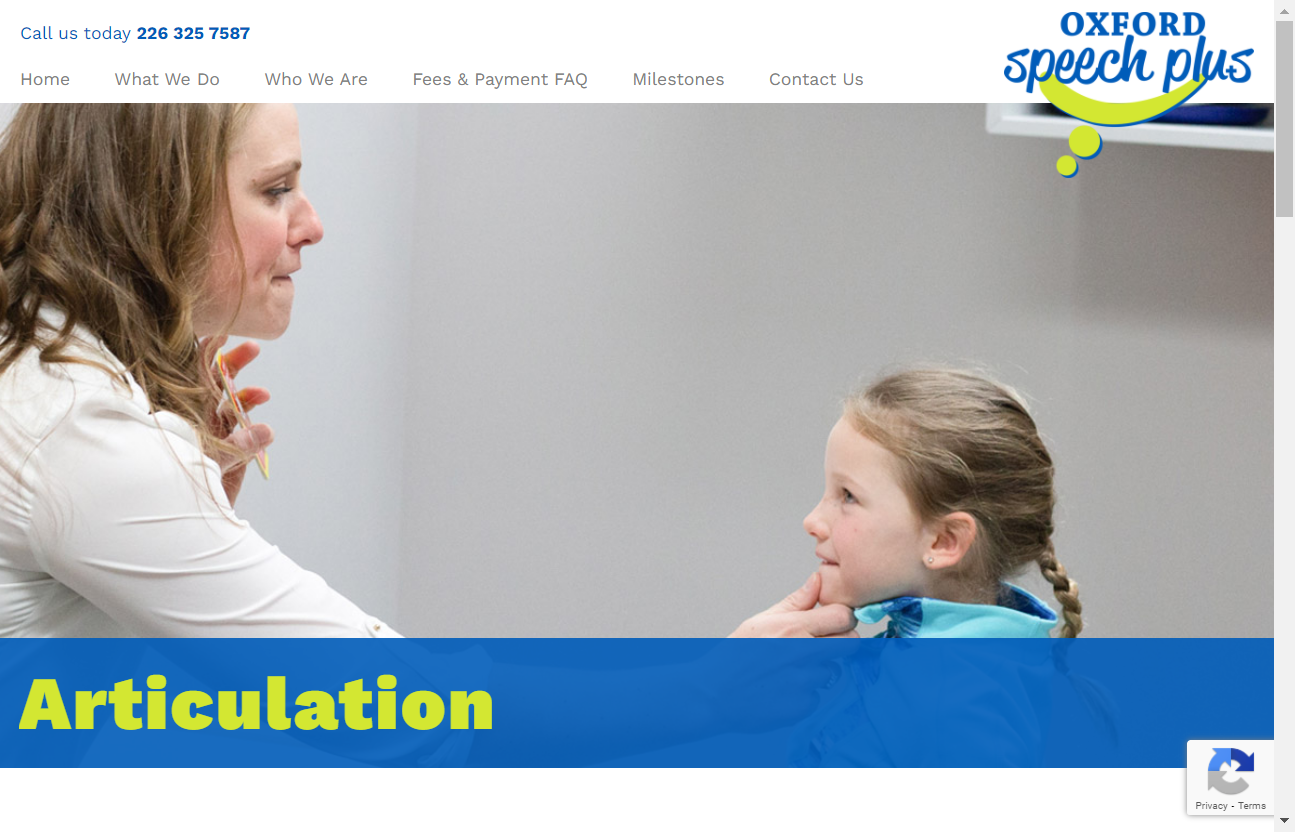 Call us today 226 325 7587
Home What We Do Who We Are Fees & Payment FAQ Milestones Contact Us
OXFORD
speech plus
Articulation
Privacy - Terms